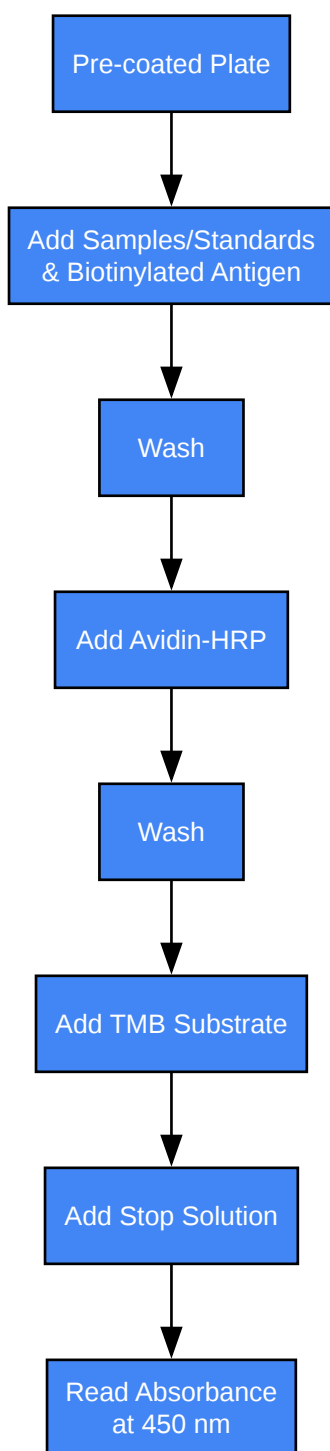 Pre-coated Plate
Add Samples/Standards
& Biotinylated Antigen
Wash
Add Avidin-HRP
Wash
Add TMB Substrate
Add Stop Solution
Read Absorbance
at 450 nm